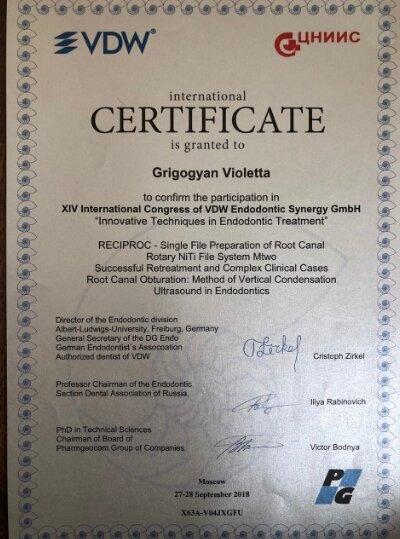 VDW®
ЦНИИС
international
CERTIFICATE
is granted to
Grigogyan Violetta
to confirm the participation in
XIV International Congress of VDW Endodontic Synergy GmbH
“Innovative Techniques in Endodontic Treatment”
RECIPROC - Single File Preparation of Root Canal
Rotary NiTi File System Mtwo
Successful Retreatment and Complex Clinical Cases
Root Canal Obturation: Method of Vertical Condensation
Ultrasound in Endodontics
Director of the Endodontic division
Albert-Ludwigs-University, Freiburg, Germany
General Secretary of the DG Endo
German Endodontist`s Assocoation
Authorized dentist of VDW
Cristoph Zirkel
Professor Chairman of the Endodontic
Section Dental Association of Russia.
Iliya Rabinovich
PhD in Technical Sciences
Chairman of Board of
Pharmgeocom Group of Companies
Victor Bodnya
PG
Moscow
27-28 September 2018
X63A-V04JXGFU